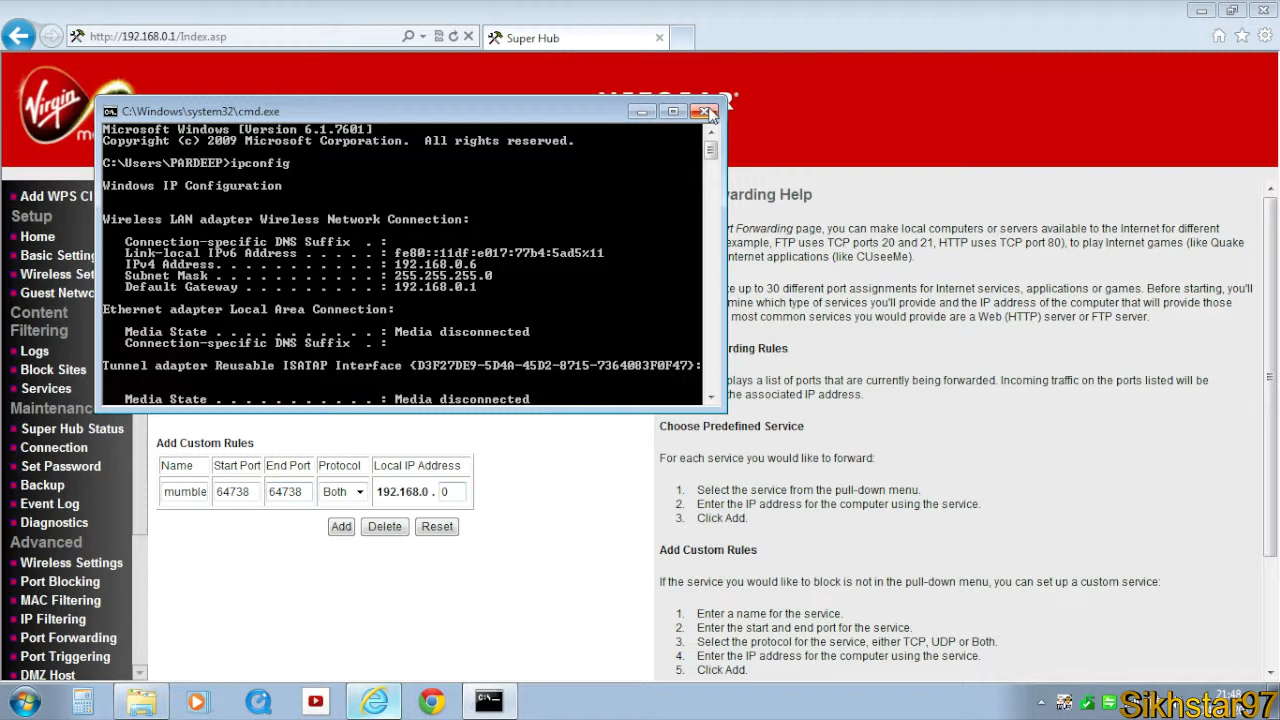 http://192.168.0.1/Index.asp
Super Hub
Virgin
C:\Windows\system32\cmd.exe
Microsoft Windows [Version 6.1.7601]
Copyright (c) 2009 Microsoft Corporation.  All rights reserved.
C:\Users\PARDEEP>ipconfig
Windows IP Configuration
Wireless LAN adapter Wireless Network Connection:
Connection-specific DNS Suffix  . :
Link-local IPv6 Address . . . . . : fe80::11df:e017:77b4:5ad5%11
IPv4 Address. . . . . . . . . . . : 192.168.0.6
Subnet Mask . . . . . . . . . . . : 255.255.255.0
Default Gateway . . . . . . . . . : 192.168.0.1
Ethernet adapter Local Area Connection:
Media State . . . . . . . . . . . : Media disconnected
Connection-specific DNS Suffix  . :
Tunnel adapter Reusable ISATAP Interface {D3F27DE9-5D4A-45D2-8715-7364083F0F47}:
Media State . . . . . . . . . . . : Media disconnected
Add WPS Cl
Setup
Home
Basic Setting
Wireless Set
Guest Netwo
Content
Filtering
Logs
Block Sites
Services
Maintenanc
Super Hub Status
Connection
Set Password
Backup
Event Log
Diagnostics
Advanced
Wireless Settings
Port Blocking
MAC Filtering
IP Filtering
Port Forwarding
Port Triggering
DMZ Host
Add Custom Rules
Name Start Port End Port Protocol Local IP Address
mumble 64738 64738 Both 192.168.0 . 0
Add Delete Reset
varding Help
rt Forwarding page, you can make local computers or servers available to the Internet for different
example, FTP uses TCP ports 20 and 21, HTTP uses TCP port 80), to play Internet games (like Quake
nternet applications (like CUseeMe).
ke up to 30 different port assignments for Internet services, applications or games. Before starting, you'll
mine which type of services you'll provide and the IP address of the computer that will provide those
most common services you would provide are a Web (HTTP) server or FTP server.
arding Rules
plays a list of ports that are currently being forwarded. Incoming traffic on the ports listed will be
the associated IP address.
Choose Predefined Service
For each service you would like to forward:
1. Select the service from the pull-down menu.
2. Enter the IP address for the computer using the service.
3. Click Add.
Add Custom Rules
If the service you would like to block is not in the pull-down menu, you can set up a custom service:
1. Enter a name for the service.
2. Enter the start and end port for the service.
3. Select the protocol for the service, either TCP, UDP or Both.
4. Enter the IP address for the computer using the service.
5. Click Add.
21:48
Sikhstar97